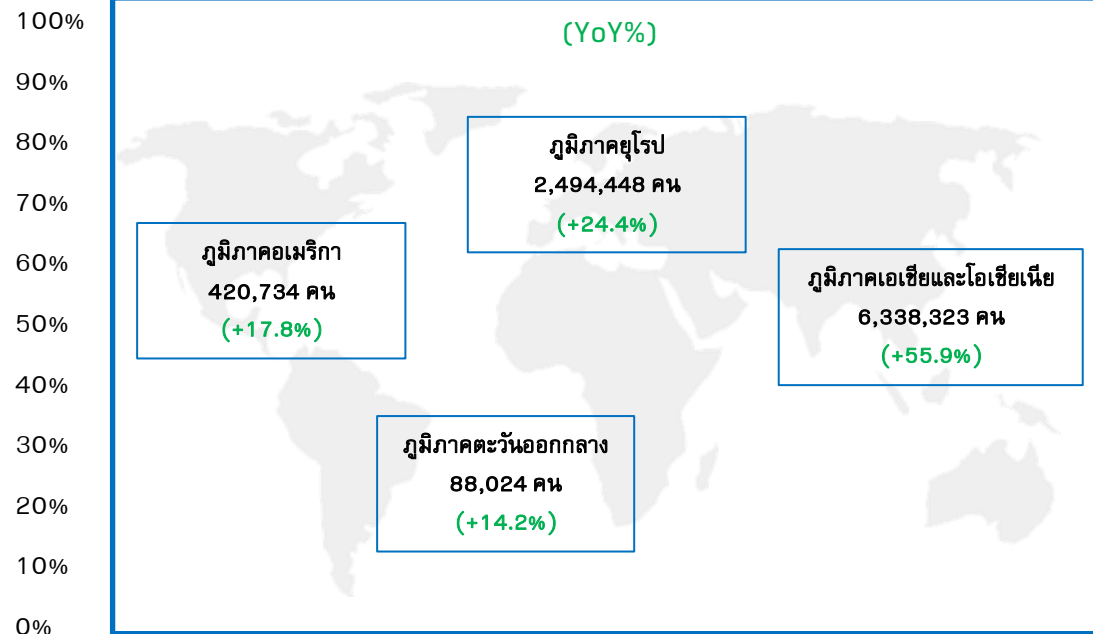 100%
90%
80%
70%
60%
50%
40%
30%
20%
10%
0%
(YoY%)
ภูมิภาคยุโรป
2,494,448 คน
(+24.4%)
ภูมิภาคอเมริกา
420,734 คน
(+17.8%)
ภูมิภาคเอเชียและโอเชียเนีย
6,338,323 คน
(+55.9%)
ภูมิภาคตะวันออกกลาง
88,024 คน
(+14.2%)